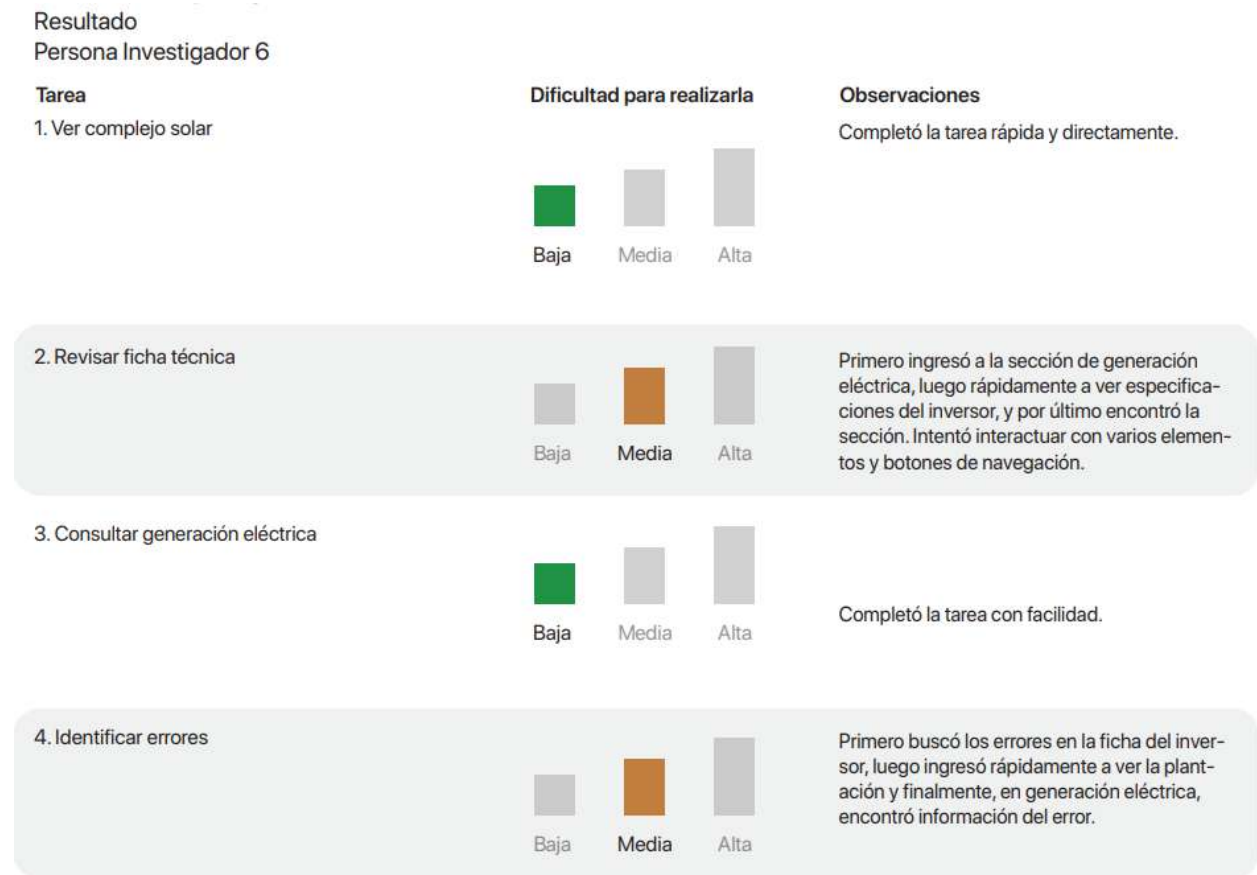 Resultado
Persona Investigador 6
Tarea
Dificultad para realizarla
Observaciones
1. Ver complejo solar
Completó la tarea rápida y directamente.
Baja
Media
Alta
2. Revisar ficha técnica
Primero ingresó a la sección de generación
eléctrica, luego rápidamente a ver especifica-
ciones del inversor, y por último encontró la
sección. Intentó interactuar con varios elemen-
tos y botones de navegación.
Baja
Media
Alta
3. Consultar generación eléctrica
Completó la tarea con facilidad.
Baja
Media
Alta
4. Identificar errores
Primero buscó los errores en la ficha del inver-
sor, luego ingresó rápidamente a ver la plant-
ación y finalmente, en generación eléctrica,
encontró información del error.
Baja
Media
Alta